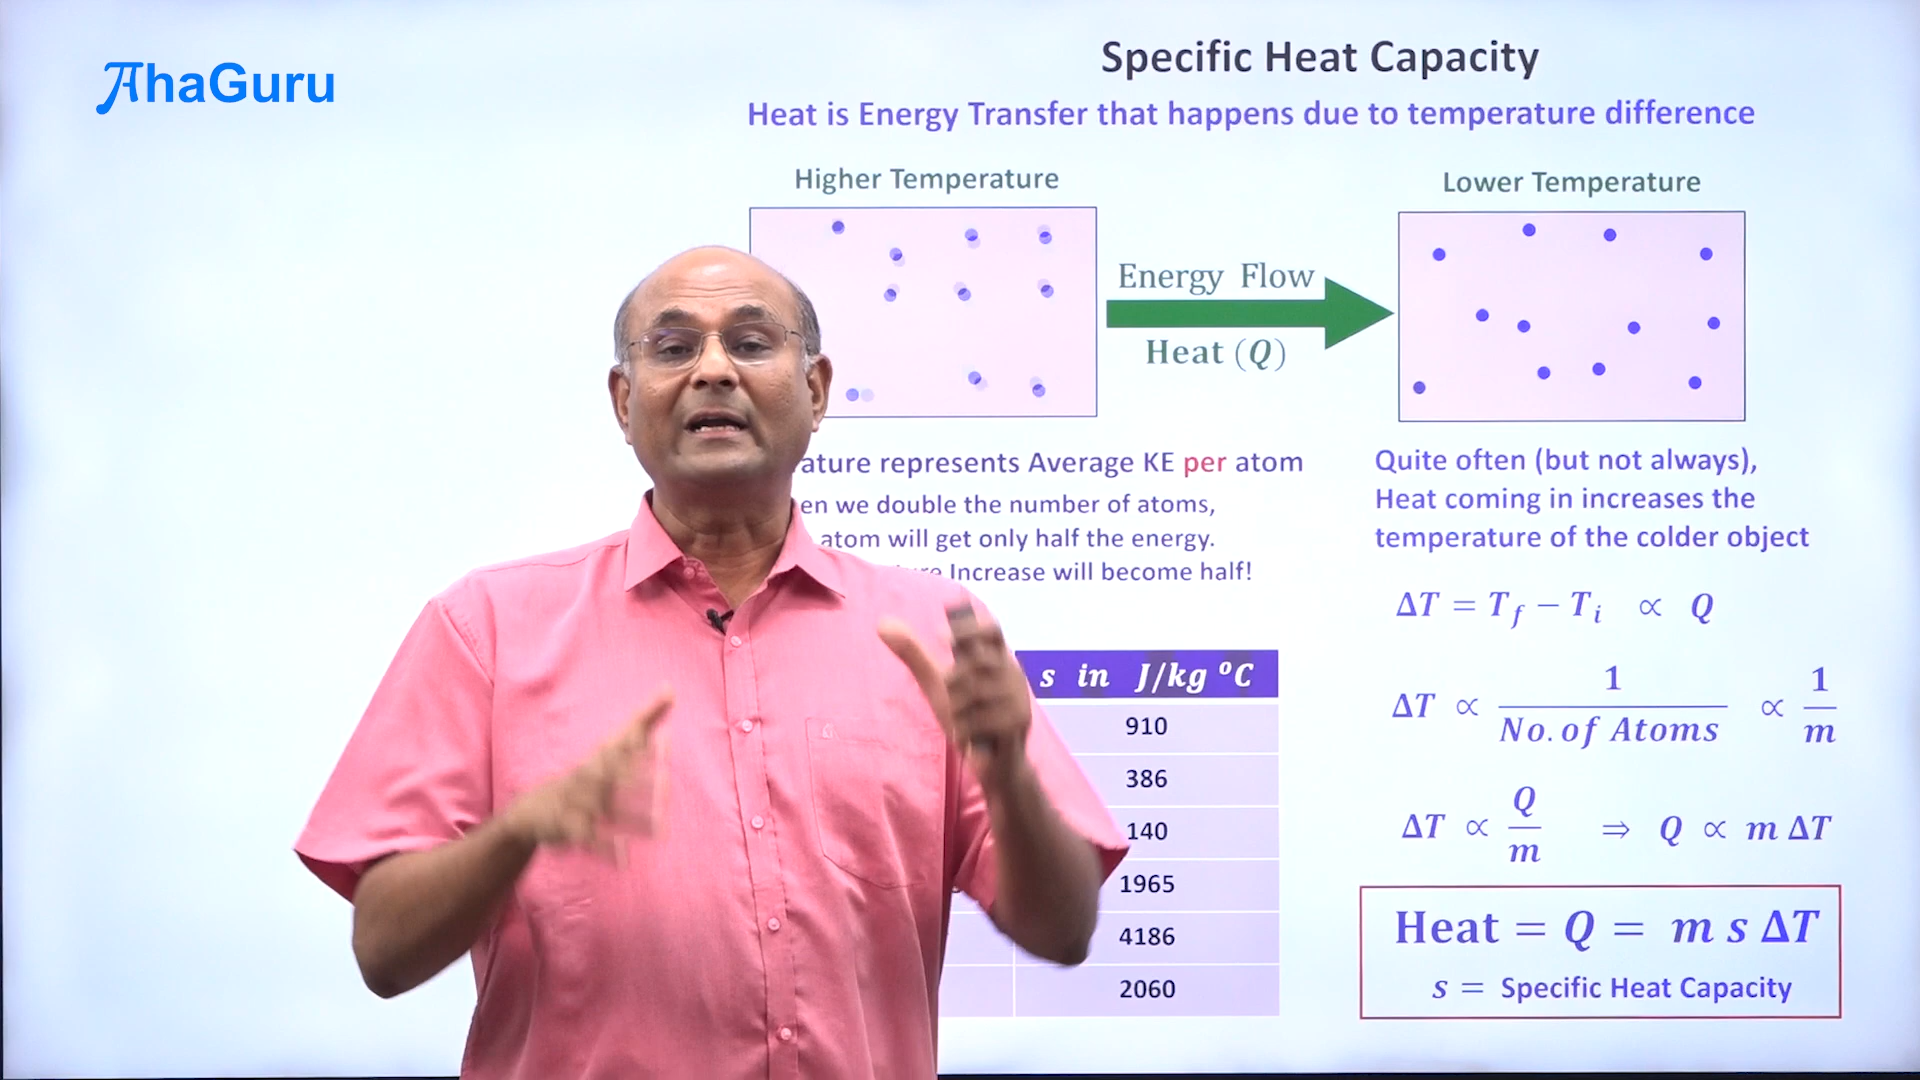 AhaGuru
Specific Heat Capacity
Heat is Energy Transfer that happens due to temperature difference
Higher Temperature
Energy Flow
Heat (Q)
Lower Temperature
represents Average KE per atom
we double the number of atoms,
atom will get only half the energy.
Increase will become half!
s in J/kg °C
910
386
140
1965
4186
2060
Quite often (but not always),
Heat coming in increases the
temperature of the colder object
ΔT = T_f − T_i ∝ Q
ΔT ∝ 1 / No. of Atoms ∝ 1 / m
ΔT ∝ Q / m ⇒ Q ∝ m ΔT
Heat = Q = m s ΔT
s = Specific Heat Capacity